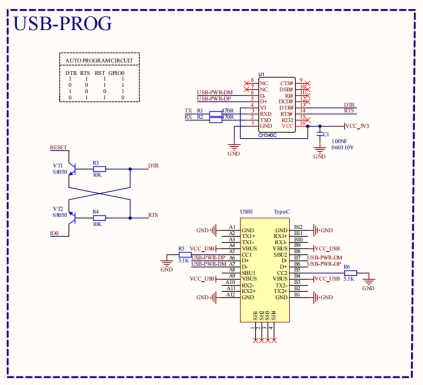 USB-PROG
AUTO PROGRAM CIRCUIT
DTR RTS RST GPIO0
1 1 1 1
0 0 1 1
1 0 0 1
0 1 1 0
U1
NC.
NC.
D-
D+
V3
RXD
TXD
GND
CTS#
DSR#
RI#
DCD#
DTR#
RTS#
R232
VCC
CH340C
USB-PWR-DM
USB-PWR-DP
TX R1 470R
RX R2 470R
DTR
RTS
VCC_3V3
C1
100NF
0603 10V
GND
GND
RESET
VT1
S8050
R3
10K
DTR
VT2
S8050
R4
10K
RTS
IO0
USB1 Type-C
GND A1 GND B12 GND GND
A2 TX1+ RX1+ B11
A3 TX1- RX1- B10
VCC_USB A4 VBUS VBUS B9 VCC_USB
R5 A5 CC1 SBU2 B8
5.1K
USB-PWR-DP A6 D+ D- B7 USB-PWR-DM
USB-PWR-DM A7 D- D+ B6 USB-PWR-DP
A8 SBU1 CC2 B5 R6
5.1K
VCC_USB A9 VBUS VBUS B4 VCC_USB
A10 RX2- TX2- B3
A11 RX2+ TX2+ B2
GND A12 GND GND B1 GND
GND
GND
SH1
SH2
SH3
SH4